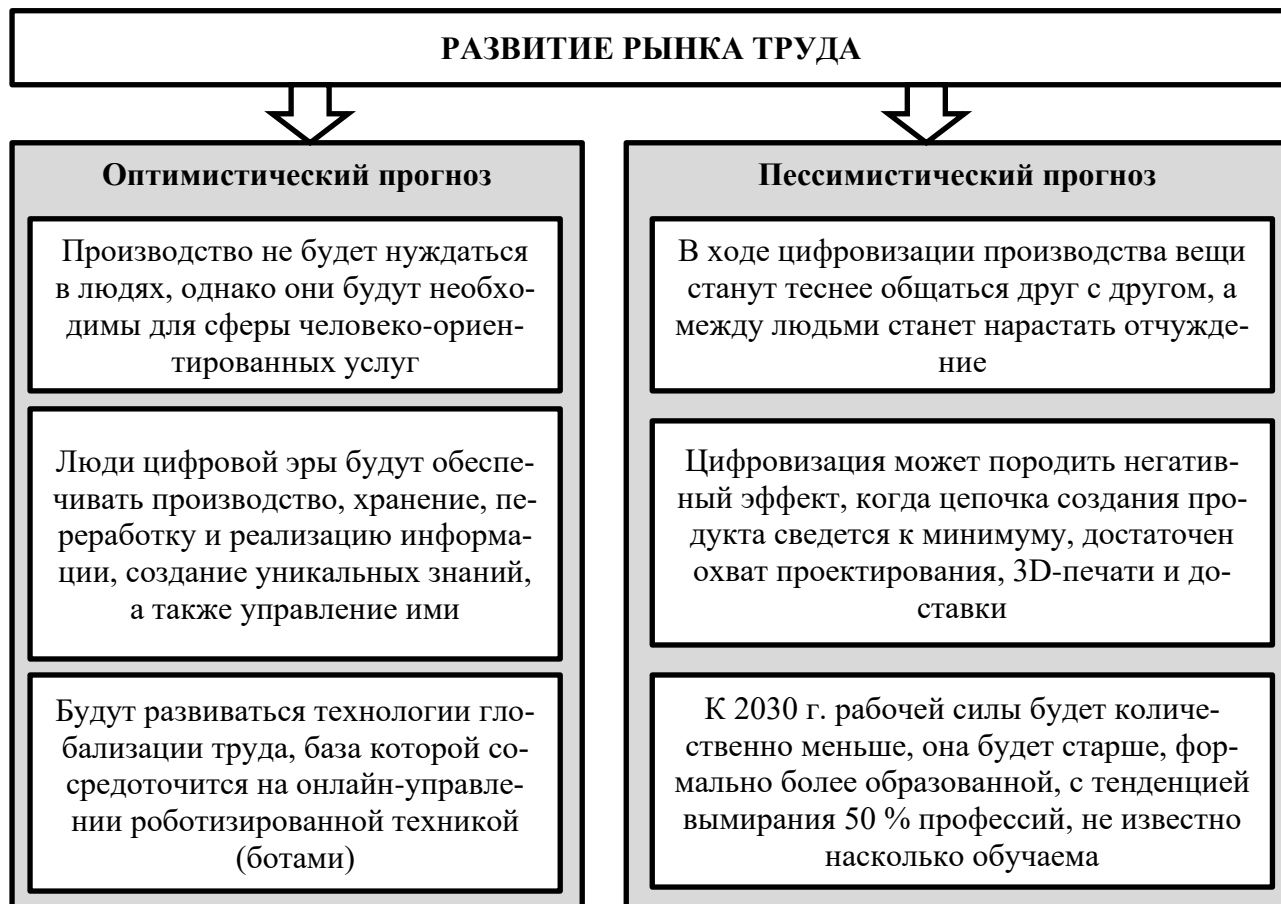 РАЗВИТИЕ РЫНКА ТРУДА
Оптимистический прогноз
Производство не будет нуждаться
в людях, однако они будут необхо-
димы для сферы человеко-ориен-
тированных услуг
Люди цифровой эры будут обеспе-
чивать производство, хранение, пе-
реработку и реализацию информа-
ции, создание уникальных знаний,
а также управление ими
Будут развиваться технологии гло-
бализации труда, база которой со-
средоточится на онлайн-управле-
нии роботизированной техникой
(ботами)
Пессимистический прогноз
В ходе цифровизации производства вещи
станут теснее общаться друг с другом, а
между людьми станет нарастать отчужде-
ние
Цифровизация может породить негатив-
ный эффект, когда цепочка создания про-
дукта сведется к минимуму, достаточен
охват проектирования, 3D-печати и до-
ставки
К 2030 г. рабочей силы будет количе-
ственно меньше, она будет старше, фор-
мально более образованной, с тенденцией
вымирания 50 % профессий, не известно
насколько обучаема